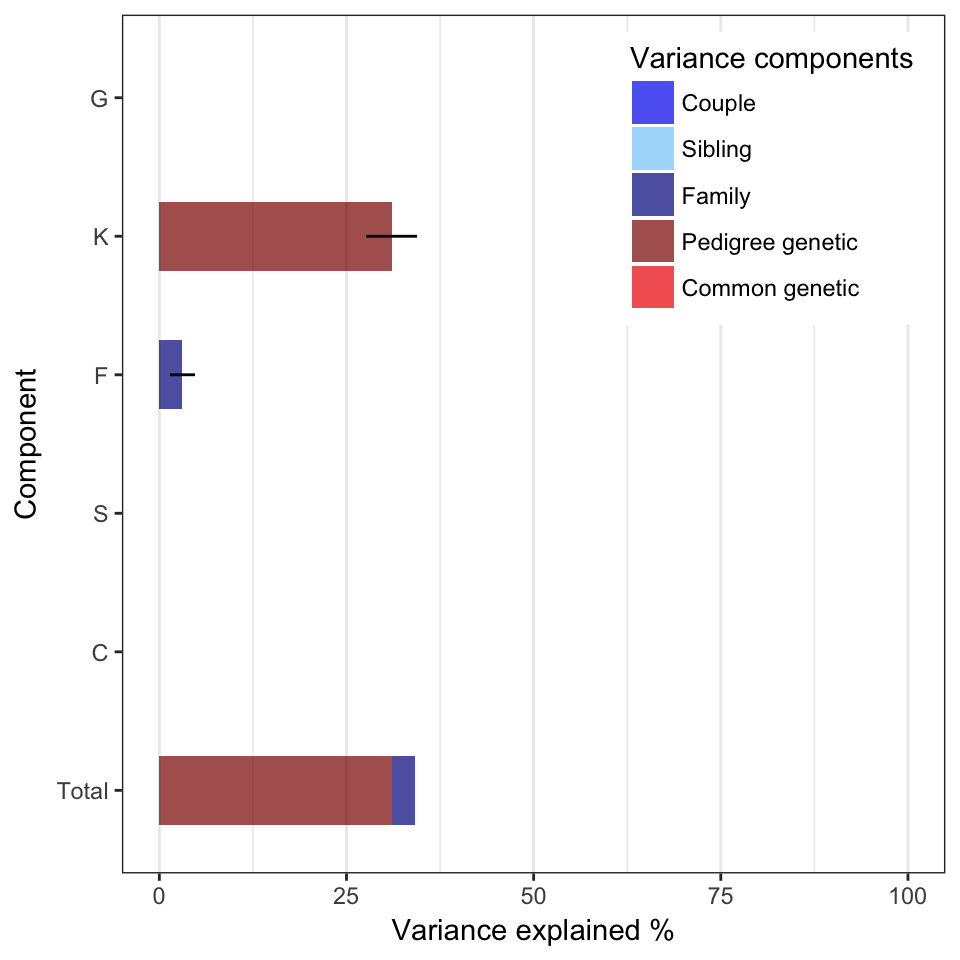 Variance components
Couple
Sibling
Family
Pedigree genetic
Common genetic
G
K
F
S
C
Total
Component
0 25 50 75 100
Variance explained %